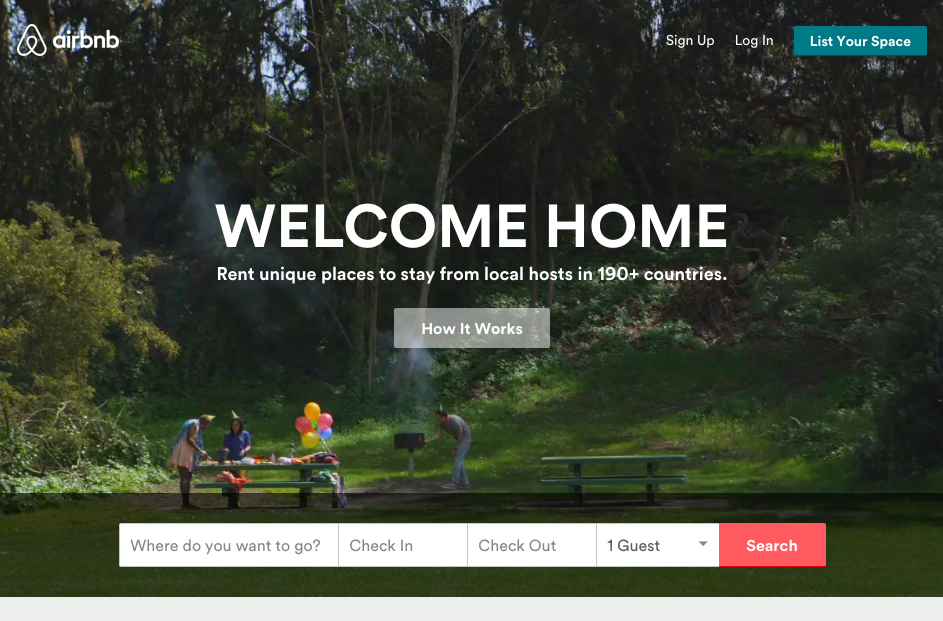 airbnb
Sign Up
Log In
List Your Space
WELCOME HOME
Rent unique places to stay from local hosts in 190+ countries.
How It Works
Where do you want to go?
Check In
Check Out
1 Guest
Search